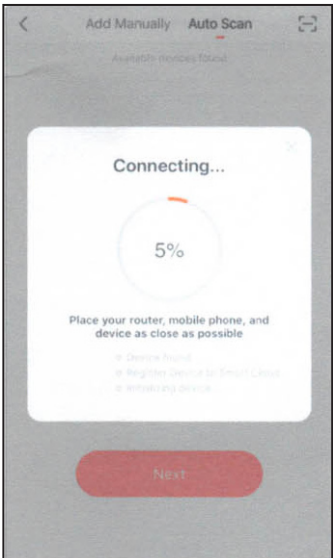 Add Manually Auto Scan
Available devices found
Connecting...
5%
Place your router, mobile phone, and
device as close as possible
Device found
Register Device to Smart Cloud
Initializing device...
Next